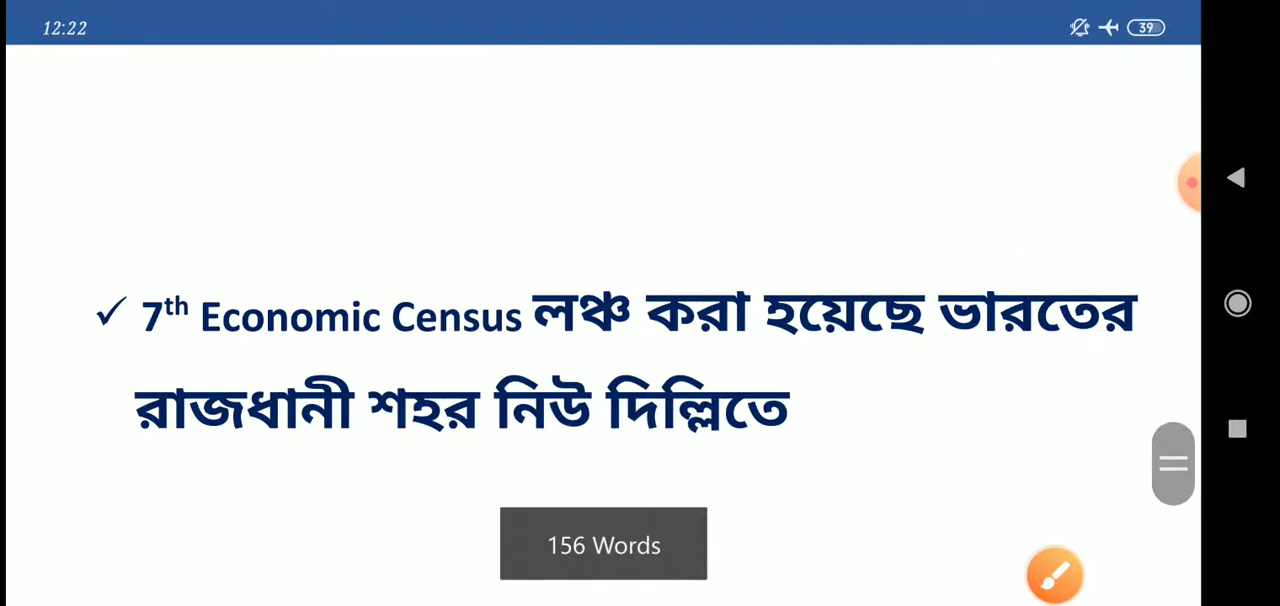 12:22
39
✓ 7th Economic Census লঞ্চ করা হয়েছে ভারতের
রাজধানী শহর নিউ দিল্লিতে
156 Words